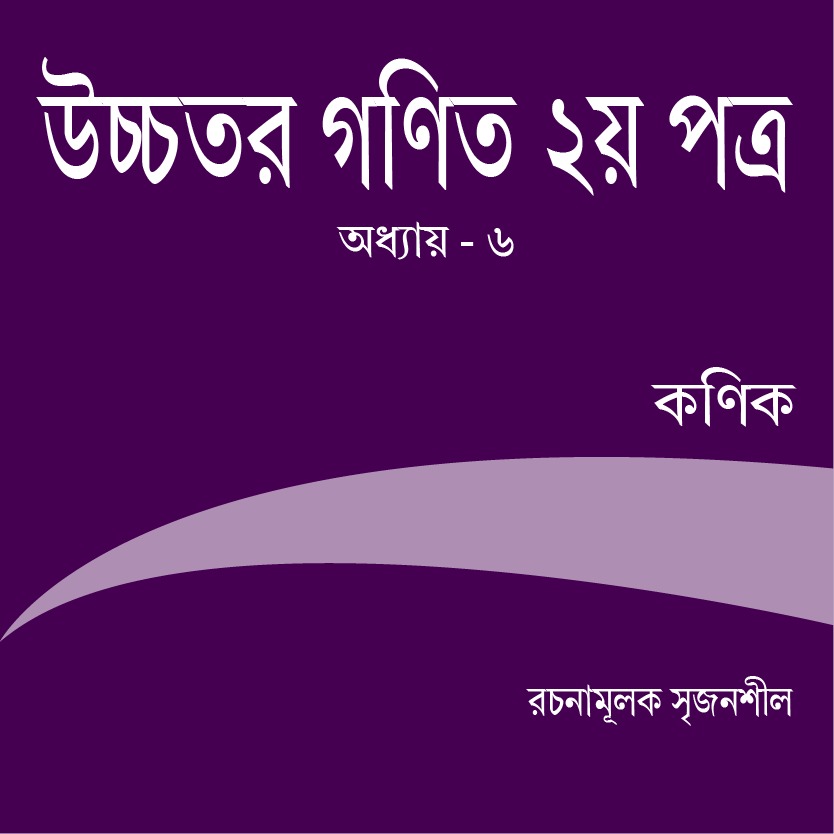 উচ্চতর গণিত ২য় পত্র
অধ্যায় - ৬
কণিক
রচনামূলক সৃজনশীল